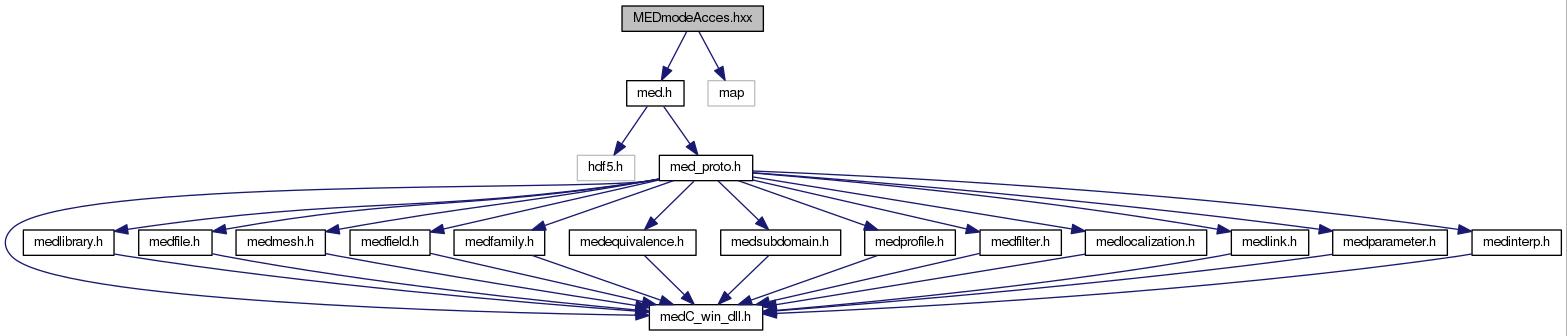 MEDmodeAcces.hxx
med.h
map
hdf5.h
med_proto.h
medlibrary.h
medfile.h
medmesh.h
medfield.h
medfamily.h
medequivalence.h
medsubdomain.h
medprofile.h
medfilter.h
medlocalization.h
medlink.h
medparameter.h
medinterp.h
medC_win_dll.h